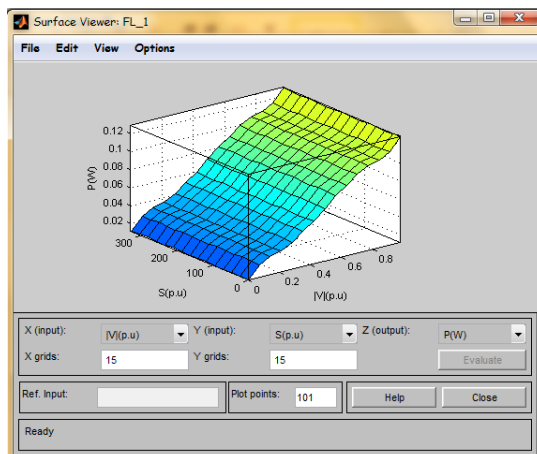 Surface Viewer: FL_1
File Edit View Options
0.12
0.1
0.08
0.06
0.04
0.02
P(W)
300
200
100
0
S(p.u)
0
0.2
0.4
0.6
0.8
|V|(p.u)
X (input): |V|(p.u) Y (input): S(p.u) Z (output): P(W)
X grids: 15 Y grids: 15 Evaluate
Ref. Input: Plot points: 101 Help Close
Ready